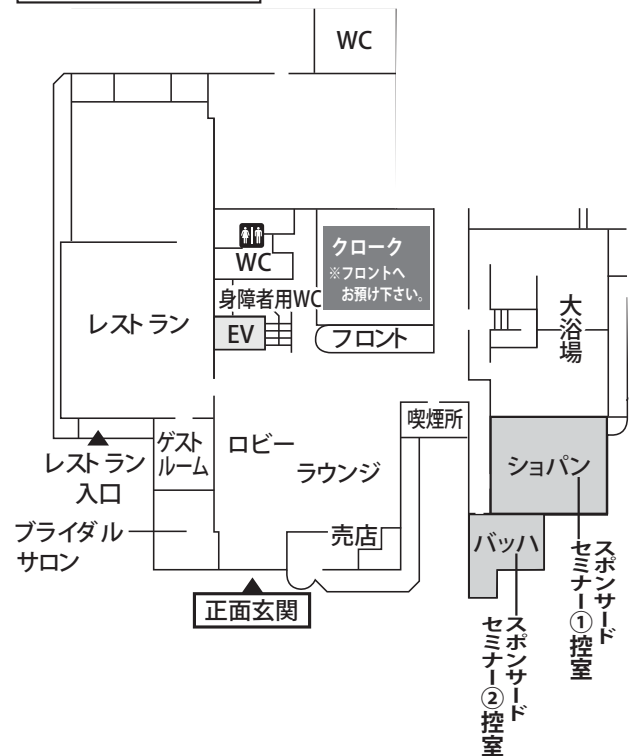 WC
クローク
※フロントへ
お預け下さい。
WC
身障者用WC
EV
フロント
レストラン
大浴場
喫煙所
ゲスト
ルーム
ロビー
ラウンジ
ショパン
レストラン
入口
ブライダル
サロン
売店
バッハ
正面玄関
スポンサード
セミナー①控室
スポンサード
セミナー②控室